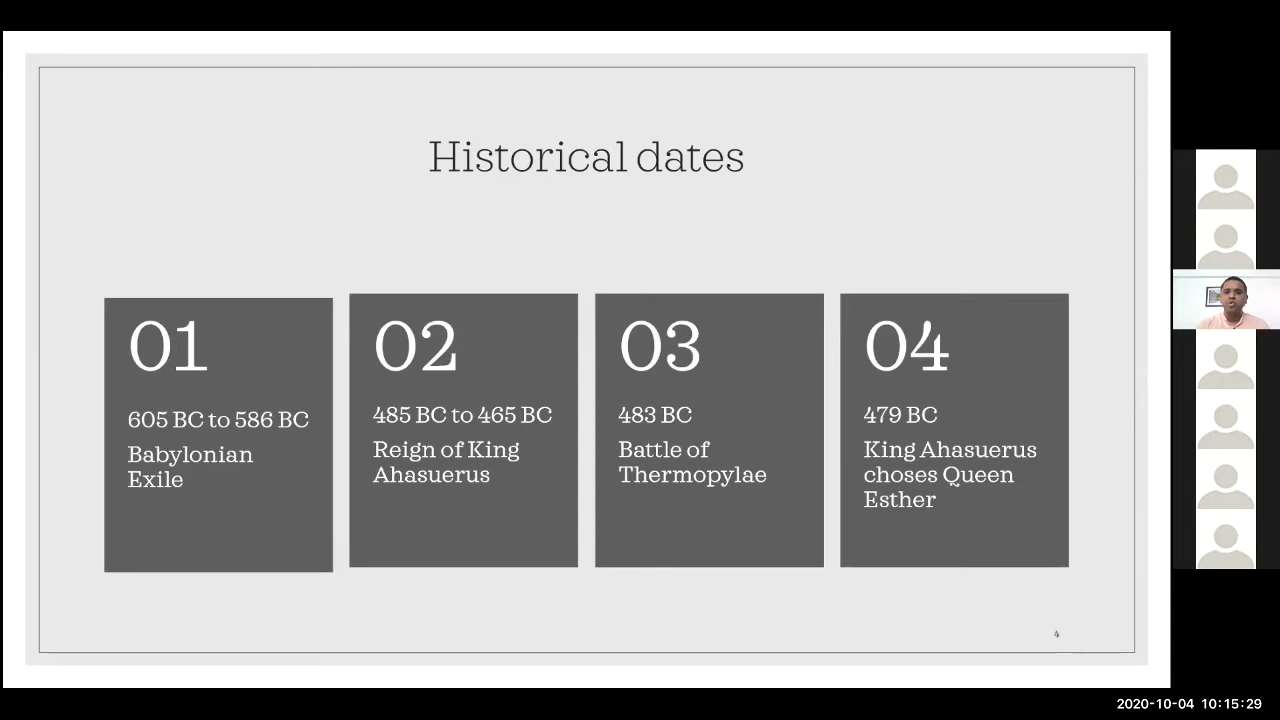 Historical dates
01
605 BC to 586 BC
Babylonian
Exile
02
485 BC to 465 BC
Reign of King
Ahasuerus
03
483 BC
Battle of
Thermopylae
04
479 BC
King Ahasuerus
choses Queen
Esther
4
2020-10-04 10:15:29